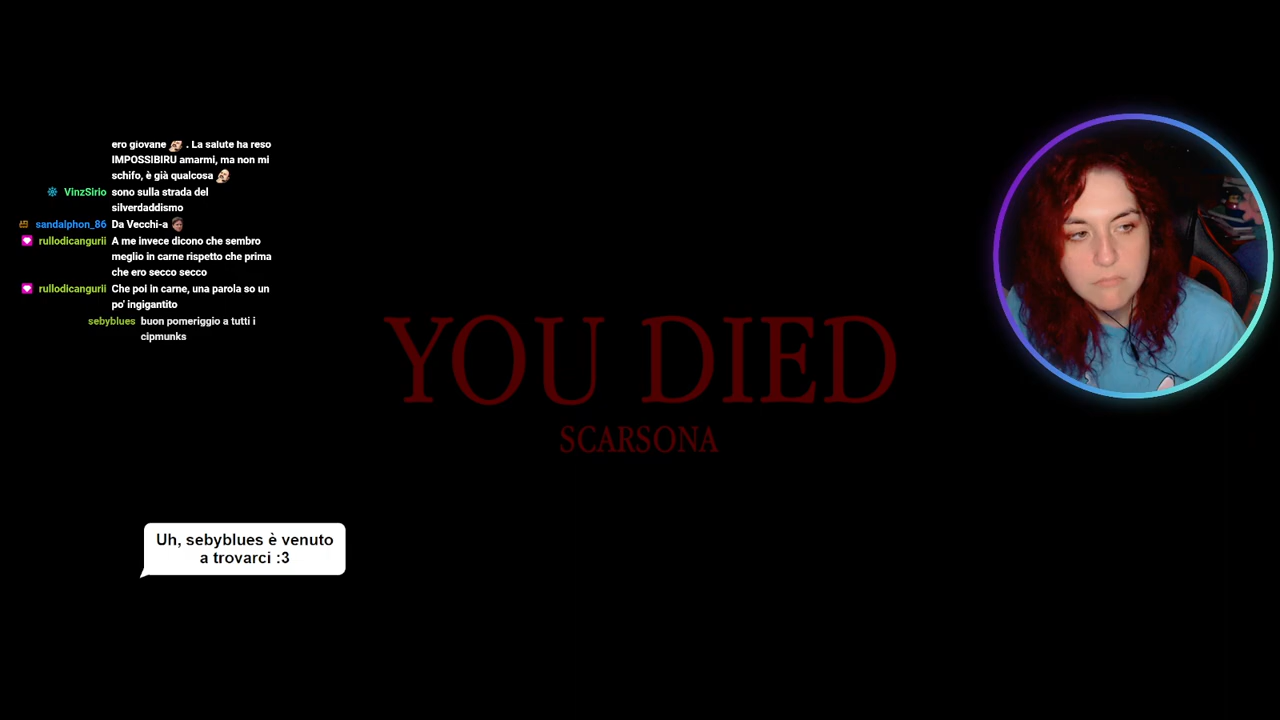 ero giovane . La salute ha reso
IMPOSSIBIRU amarmi, ma non mi
schifo, è già qualcosa
VinzSirio sono sulla strada del
silverdaddismo
sandalphon_86 Da Vecchi-a
rullodicangurii A me invece dicono che sembro
meglio in carne rispetto che prima
che ero secco secco
rullodicangurii Che poi in carne, una parola so un
po' ingigantito
sebyblues buon pomeriggio a tutti i
cipmunks
YOU DIED
SCARSONA
Uh, sebyblues è venuto
a trovarci :3